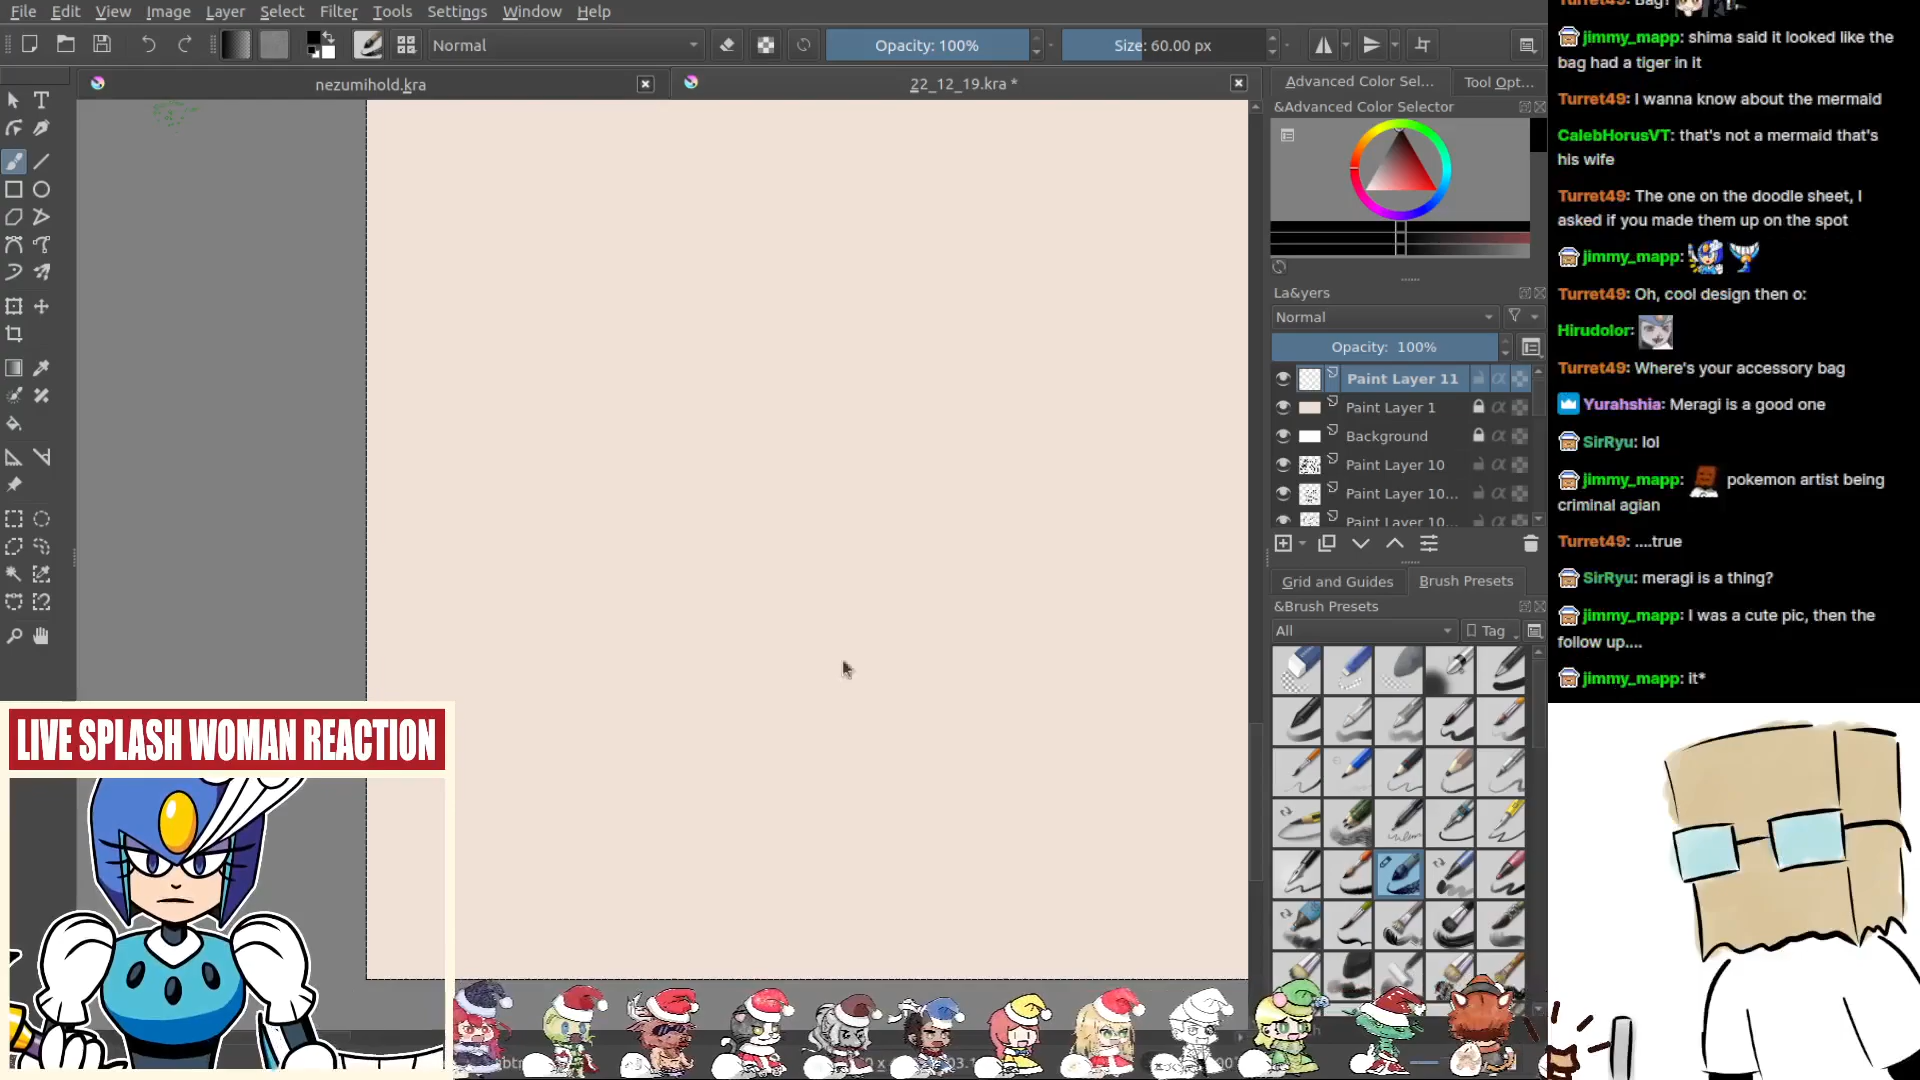 File Edit View Image Layer Select Filter Tools Settings Window Help
Normal
Opacity: 100%
Size: 60.00 px
nezumihold.kra
22_12_19.kra *
Advanced Color Sel...
Tool Opt...
&Advanced Color Selector
La&yers
Normal
Opacity: 100%
Paint Layer 11
Paint Layer 1
Background
Paint Layer 10
Paint Layer 10...
Paint Layer 10...
Grid and Guides
Brush Presets
&Brush Presets
All
Tag
LIVE SPLASH WOMAN REACTION
Turret49: Bag?
jimmy_mapp: shima said it looked like the
bag had a tiger in it
Turret49: I wanna know about the mermaid
CalebHorusVT: that's not a mermaid that's
his wife
Turret49: The one on the doodle sheet, I
asked if you made them up on the spot
jimmy_mapp:
Turret49: Oh, cool design then o:
Hirudolor:
Turret49: Where's your accessory bag
Yurahshia: Meragi is a good one
SirRyu: lol
jimmy_mapp: pokemon artist being
criminal agian
Turret49: ....true
SirRyu: meragi is a thing?
jimmy_mapp: I was a cute pic, then the
follow up....
jimmy_mapp: it*